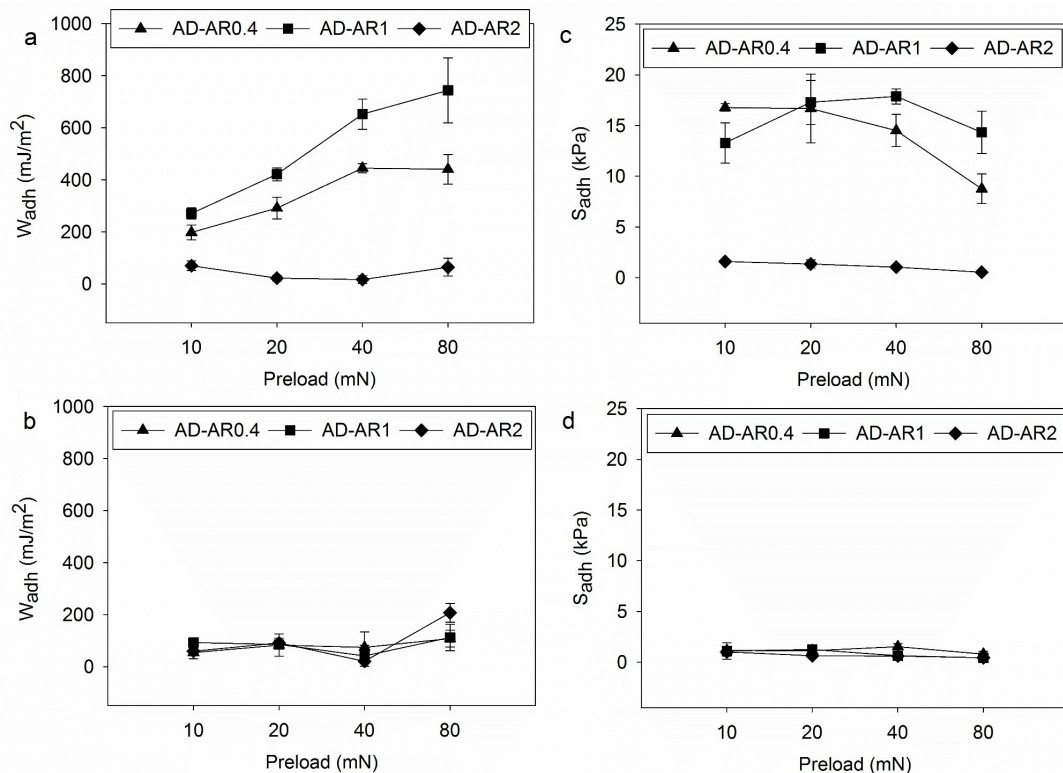 a
AD-AR0.4 AD-AR1 AD-AR2
1000
800
600
400
200
0
Wadh (mJ/m²)
10 20 40 80
Preload (mN)
c
AD-AR0.4 AD-AR1 AD-AR2
25
20
15
10
5
0
Sadh (kPa)
10 20 40 80
Preload (mN)
b
AD-AR0.4 AD-AR1 AD-AR2
1000
800
600
400
200
0
Wadh (mJ/m²)
10 20 40 80
Preload (mN)
d
AD-AR0.4 AD-AR1 AD-AR2
25
20
15
10
5
0
Sadh (kPa)
10 20 40 80
Preload (mN)